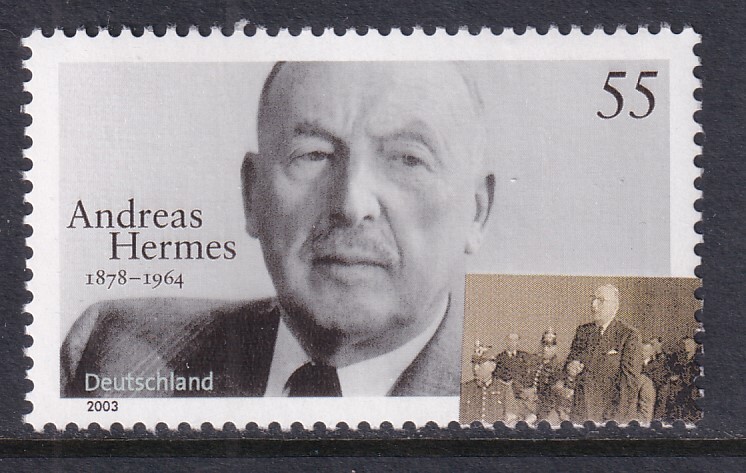 55
Andreas
Hermes
1878–1964
Deutschland
2003